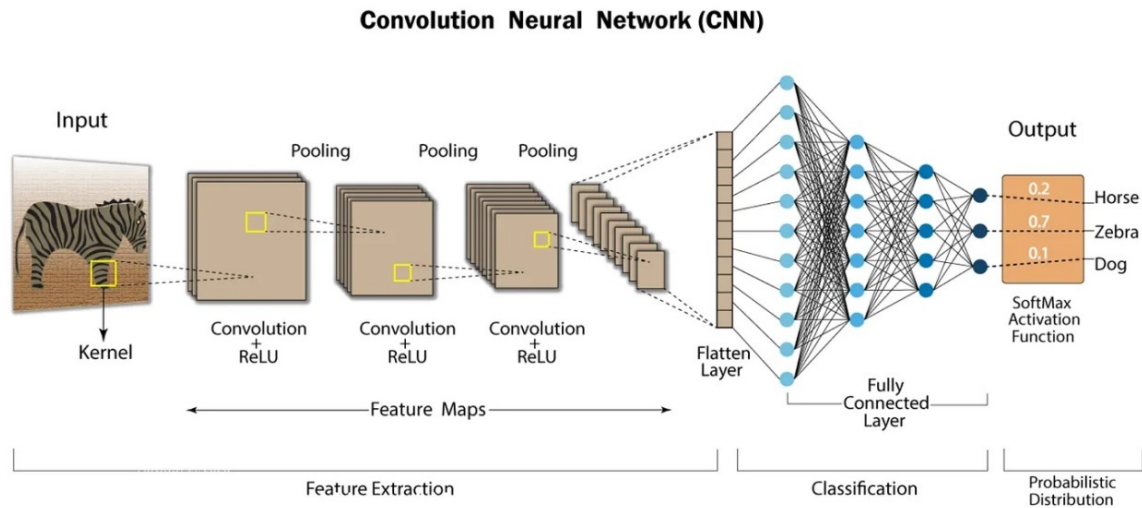 Convolution Neural Network (CNN)
Input
Pooling
Pooling
Pooling
Output
0.2
Horse
0.7
Zebra
0.1
Dog
SoftMax
Activation
Function
Kernel
Convolution
+
ReLU
Convolution
+
ReLU
Convolution
+
ReLU
Flatten
Layer
Fully
Connected
Layer
Feature Maps
Feature Extraction
Classification
Probabilistic
Distribution